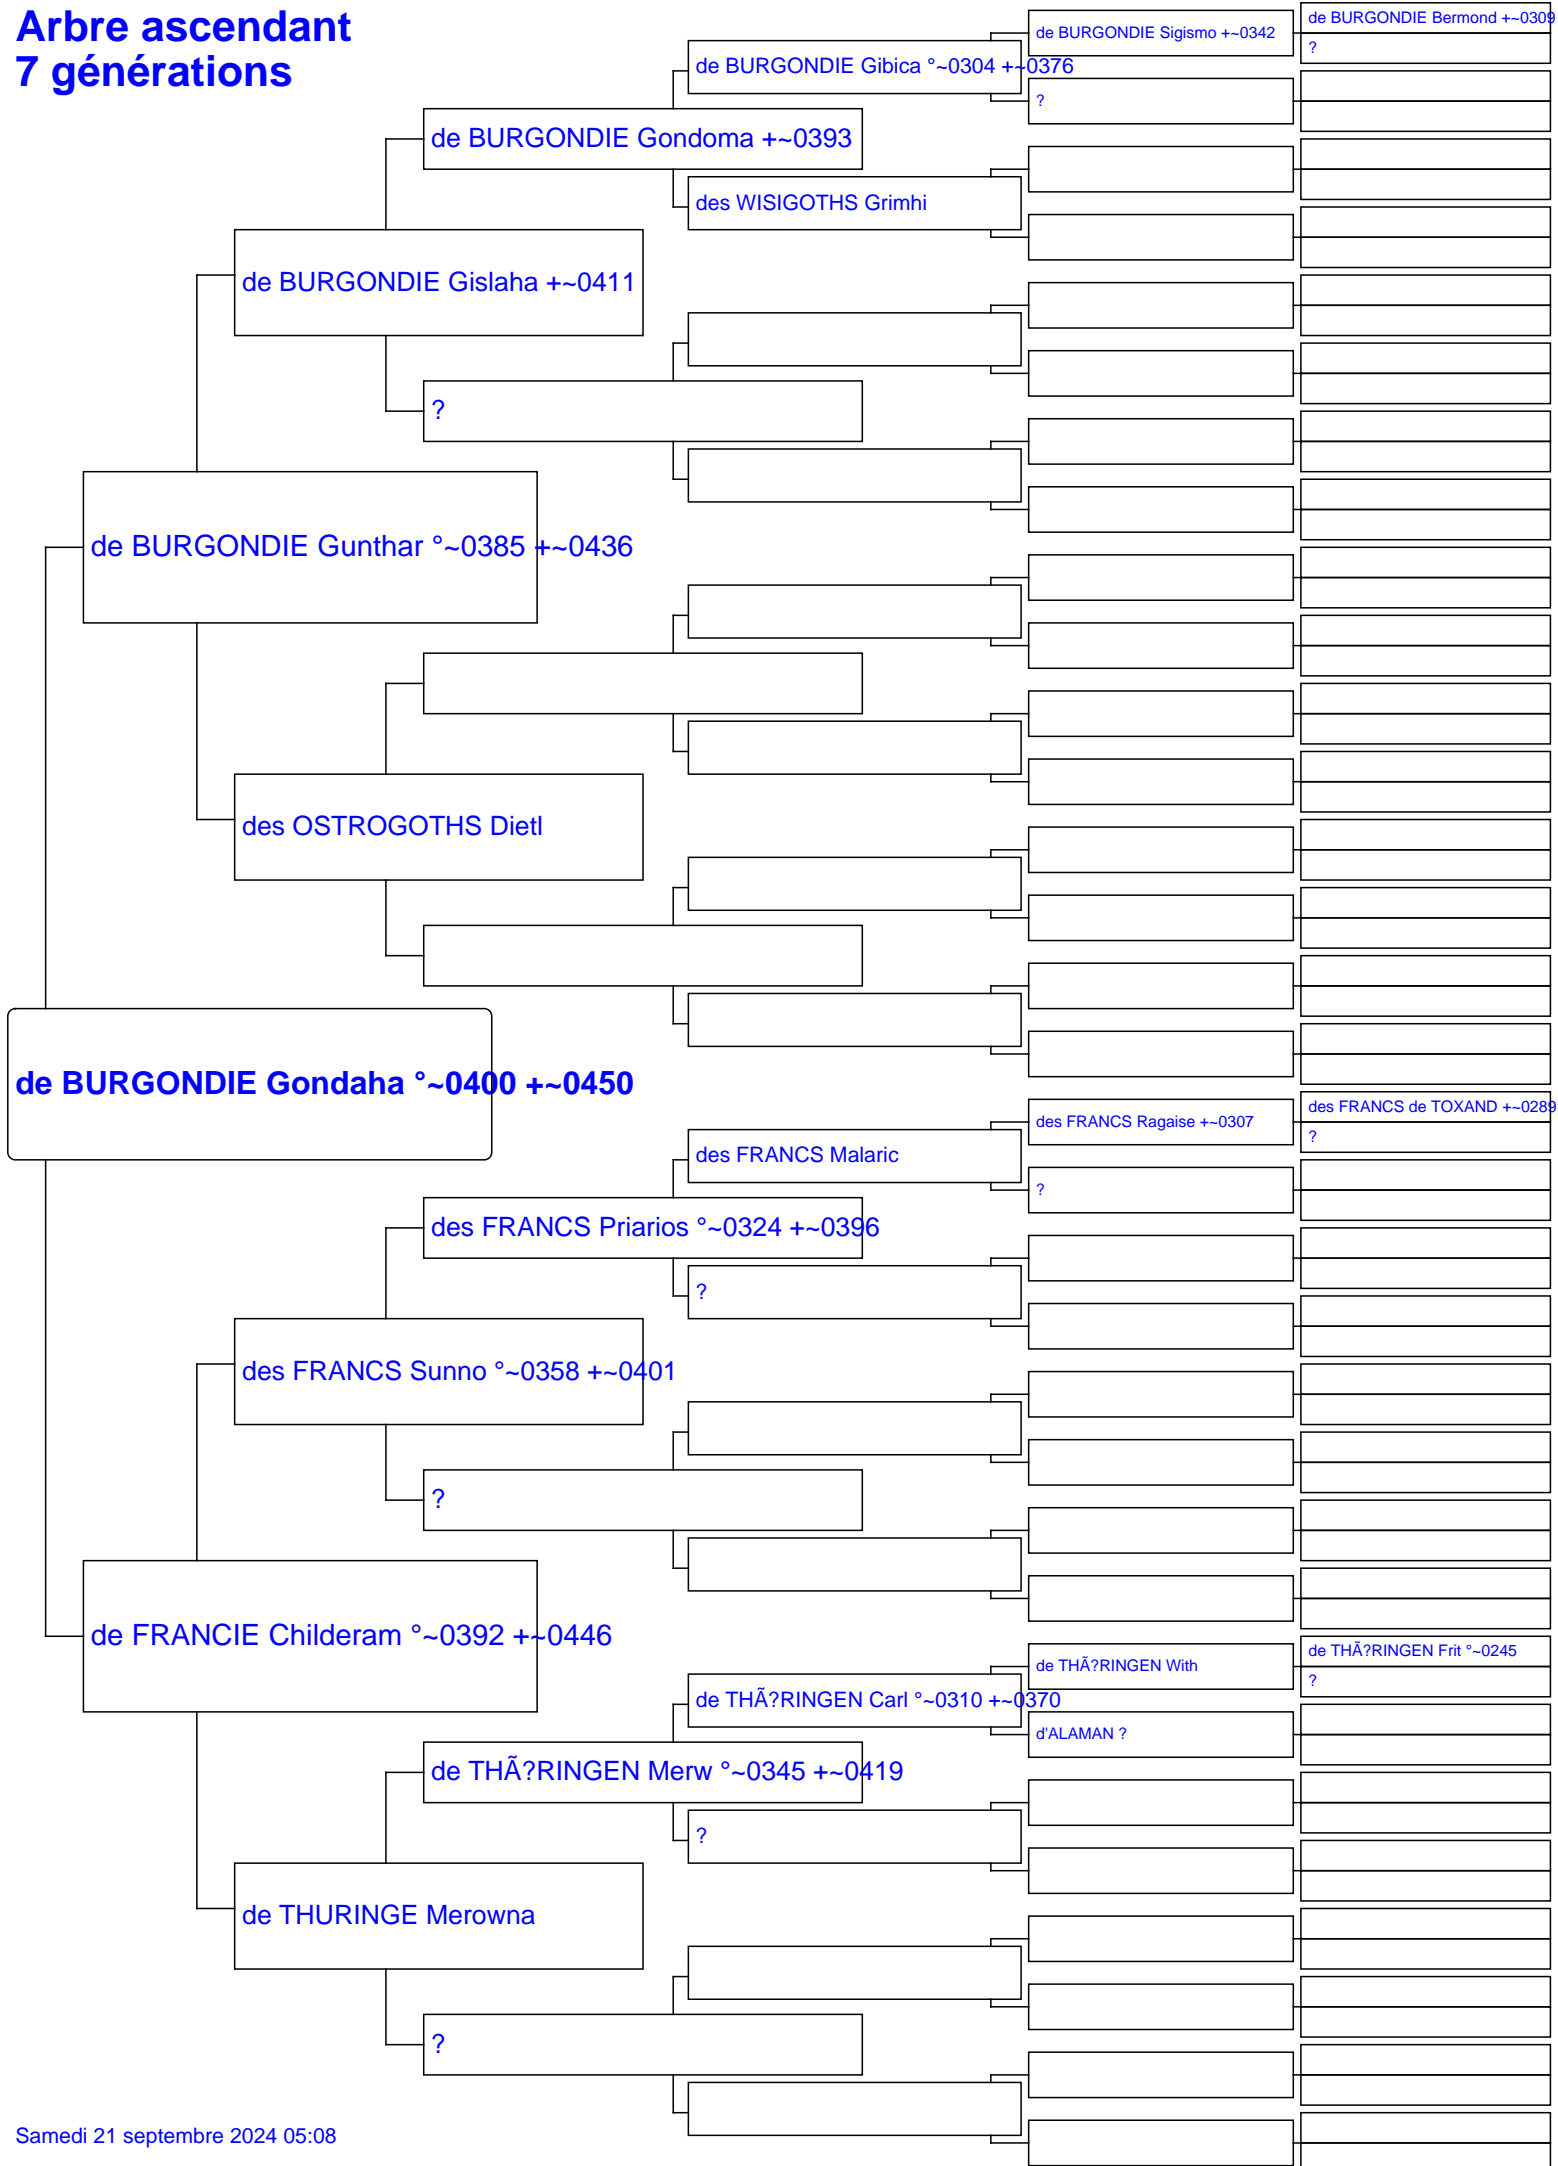 Arbre ascendant
7 générations
de BURGONDIE Bermond +~0309
de BURGONDIE Sigismo +~0342
?
de BURGONDIE Gibica °~0304 +~0376
?
de BURGONDIE Gondoma +~0393
des WISIGOTHS Grimhi
de BURGONDIE Gislaha +~0411
?
de BURGONDIE Gunthar °~0385 +~0436
des OSTROGOTHS Dietl
de BURGONDIE Gondaha °~0400 +~0450
des FRANCS de TOXAND +~0289
des FRANCS Ragaise +~0307
?
des FRANCS Malaric
?
des FRANCS Priarios °~0324 +~0396
?
des FRANCS Sunno °~0358 +~0401
?
de FRANCIE Childeram °~0392 +~0446
de THÃ?RINGEN Frit °~0245
de THÃ?RINGEN With
?
de THÃ?RINGEN Carl °~0310 +~0370
d'ALAMAN ?
de THÃ?RINGEN Merw °~0345 +~0419
?
de THURINGE Merowna
?
Samedi 21 septembre 2024 05:08